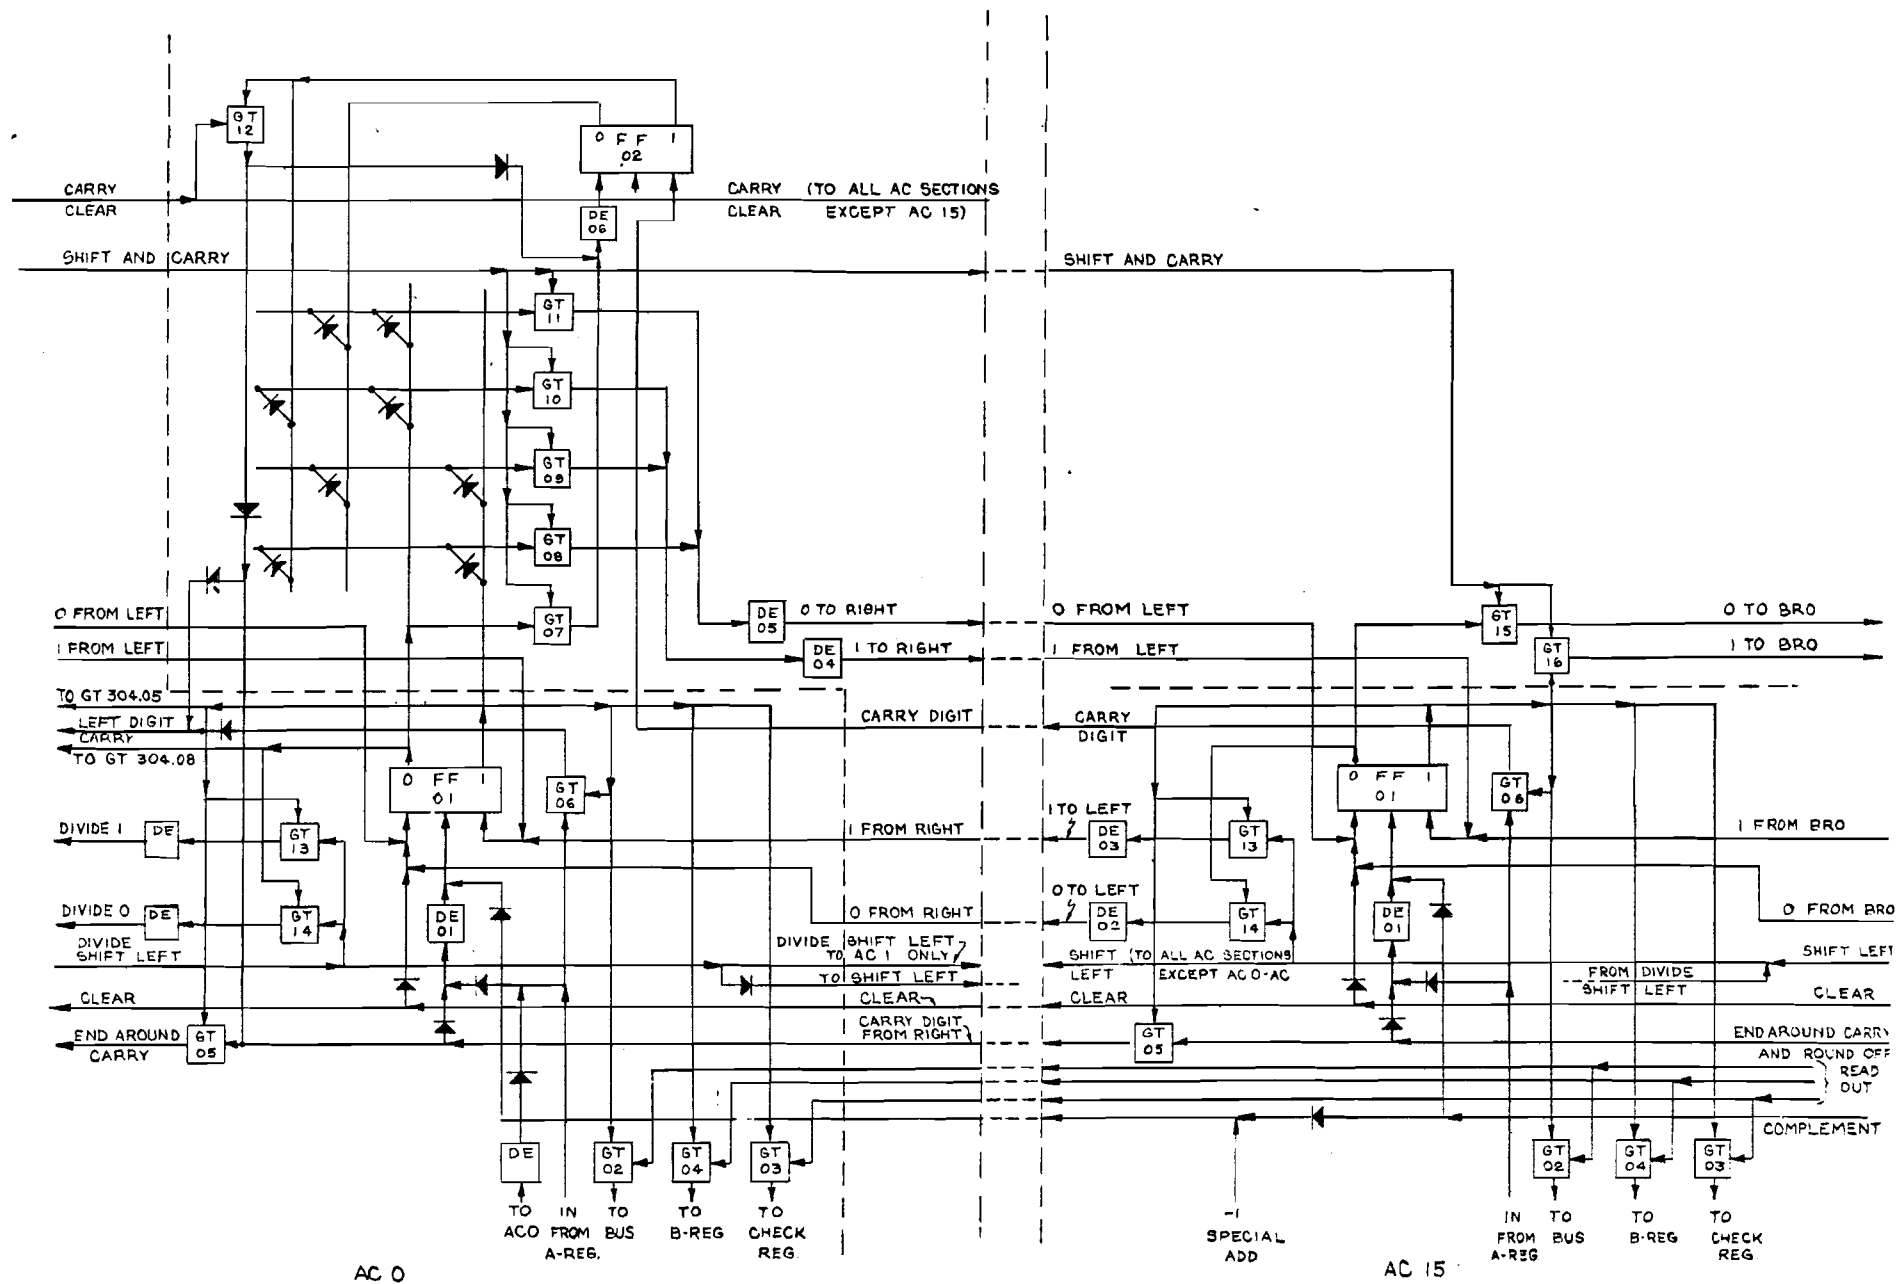 GT
12
0 FF 1
02
CARRY
CLEAR
CARRY (TO ALL AC SECTIONS
CLEAR EXCEPT AC 15)
DE
06
SHIFT AND CARRY
SHIFT AND CARRY
GT
11
GT
10
GT
09
GT
08
GT
07
0 FROM LEFT
1 FROM LEFT
DE
05
0 TO RIGHT
DE
04
1 TO RIGHT
0 FROM LEFT
1 FROM LEFT
GT
15
0 TO BRO
GT
16
1 TO BRO
TO GT 304.05
LEFT DIGIT
CARRY
TO GT 304.08
CARRY DIGIT
CARRY
DIGIT
0 FF 1
01
GT
06
0 FF 1
01
GT
06
DIVIDE 1
DE
GT
13
1 FROM RIGHT
1 TO LEFT
DE
03
GT
13
1 FROM BRO
DIVIDE 0
DE
GT
14
DE
01
0 FROM RIGHT
0 TO LEFT
DE
02
GT
14
DE
01
0 FROM BRO
DIVIDE
SHIFT LEFT
DIVIDE SHIFT LEFT
TO AC 1 ONLY
TO SHIFT LEFT
SHIFT (TO ALL AC SECTIONS
LEFT EXCEPT AC 0-AC
SHIFT LEFT
FROM DIVIDE
SHIFT LEFT
CLEAR
CLEAR
CLEAR
CLEAR
END AROUND
CARRY
GT
05
CARRY DIGIT
FROM RIGHT
GT
05
END AROUND CARRY
AND ROUND OFF
READ
OUT
COMPLEMENT
DE
GT
02
GT
04
GT
03
GT
02
GT
04
GT
03
TO
AC0
IN
FROM
A-REG.
TO
BUS
TO
B-REG
TO
CHECK
REG.
-1
SPECIAL
ADD
IN
FROM
A-REG
TO
BUS
TO
B-REG
TO
CHECK
REG.
AC 0
AC 15